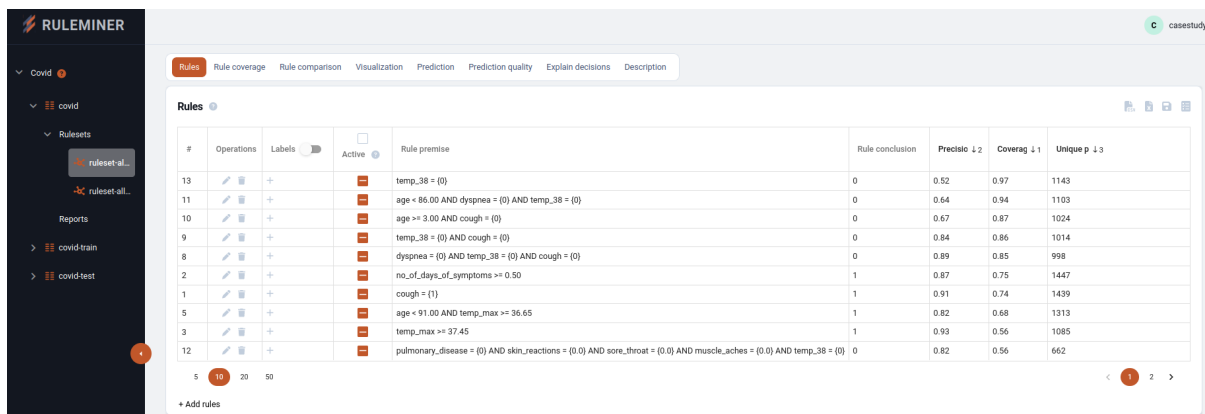 RULEMINER
C casestudy
Covid ?
covid
Rulesets
ruleset-al...
ruleset-all...
Reports
covid-train
covid-test
Rules Rule coverage Rule comparison Visualization Prediction Prediction quality Explain decisions Description
Rules ?
# Operations Labels Active ? Rule premise Rule conclusion Precisio ↓2 Coverag ↓1 Unique p ↓3
13 + temp_38 = {0} 0 0.52 0.97 1143
11 + age < 86.00 AND dyspnea = {0} AND temp_38 = {0} 0 0.64 0.94 1103
10 + age >= 3.00 AND cough = {0} 0 0.67 0.87 1024
9 + temp_38 = {0} AND cough = {0} 0 0.84 0.86 1014
8 + dyspnea = {0} AND temp_38 = {0} AND cough = {0} 0 0.89 0.85 998
2 + no_of_days_of_symptoms >= 0.50 1 0.87 0.75 1447
1 + cough = {1} 1 0.91 0.74 1439
5 + age < 91.00 AND temp_max >= 36.65 1 0.82 0.68 1313
3 + temp_max >= 37.45 1 0.93 0.56 1085
12 + pulmonary_disease = {0} AND skin_reactions = {0.0} AND sore_throat = {0.0} AND muscle_aches = {0.0} AND temp_38 = {0} 0 0.82 0.56 662
5 10 20 50 < 1 2 >
+ Add rules